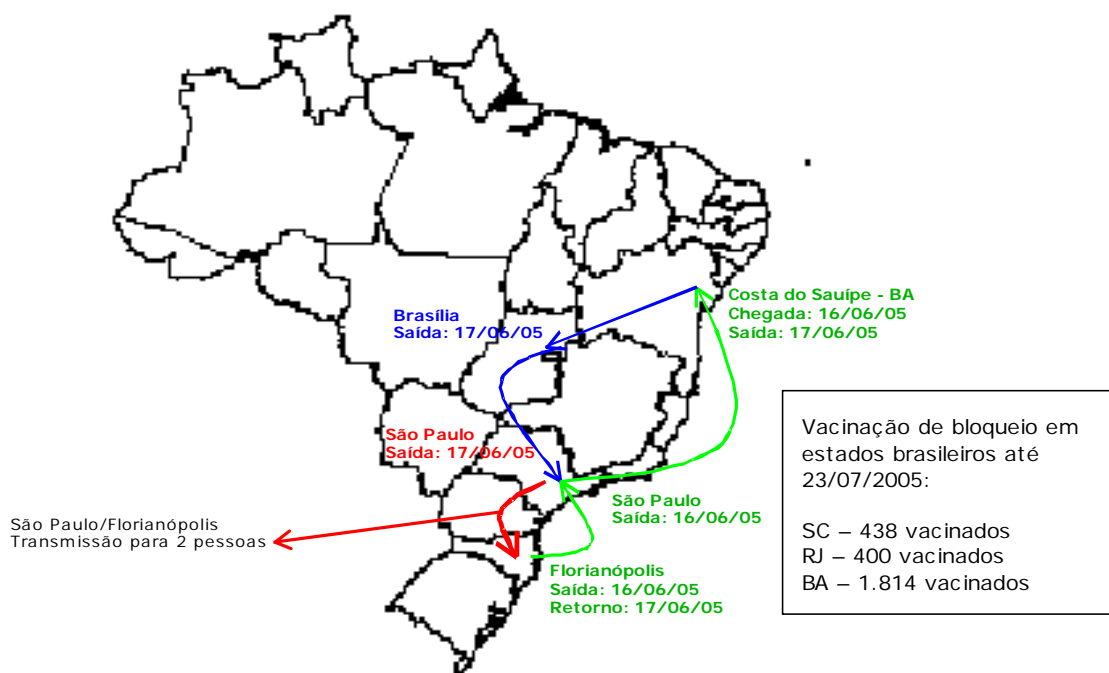 Costa do Sauípe - BA
Chegada: 16/06/05
Saída: 17/06/05
Brasília
Saída: 17/06/05
São Paulo
Saída: 17/06/05
São Paulo
Saída: 16/06/05
São Paulo/Florianópolis
Transmissão para 2 pessoas
Florianópolis
Saída: 16/06/05
Retorno: 17/06/05
Vacinação de bloqueio em
estados brasileiros até
23/07/2005:
SC – 438 vacinados
RJ – 400 vacinados
BA – 1.814 vacinados